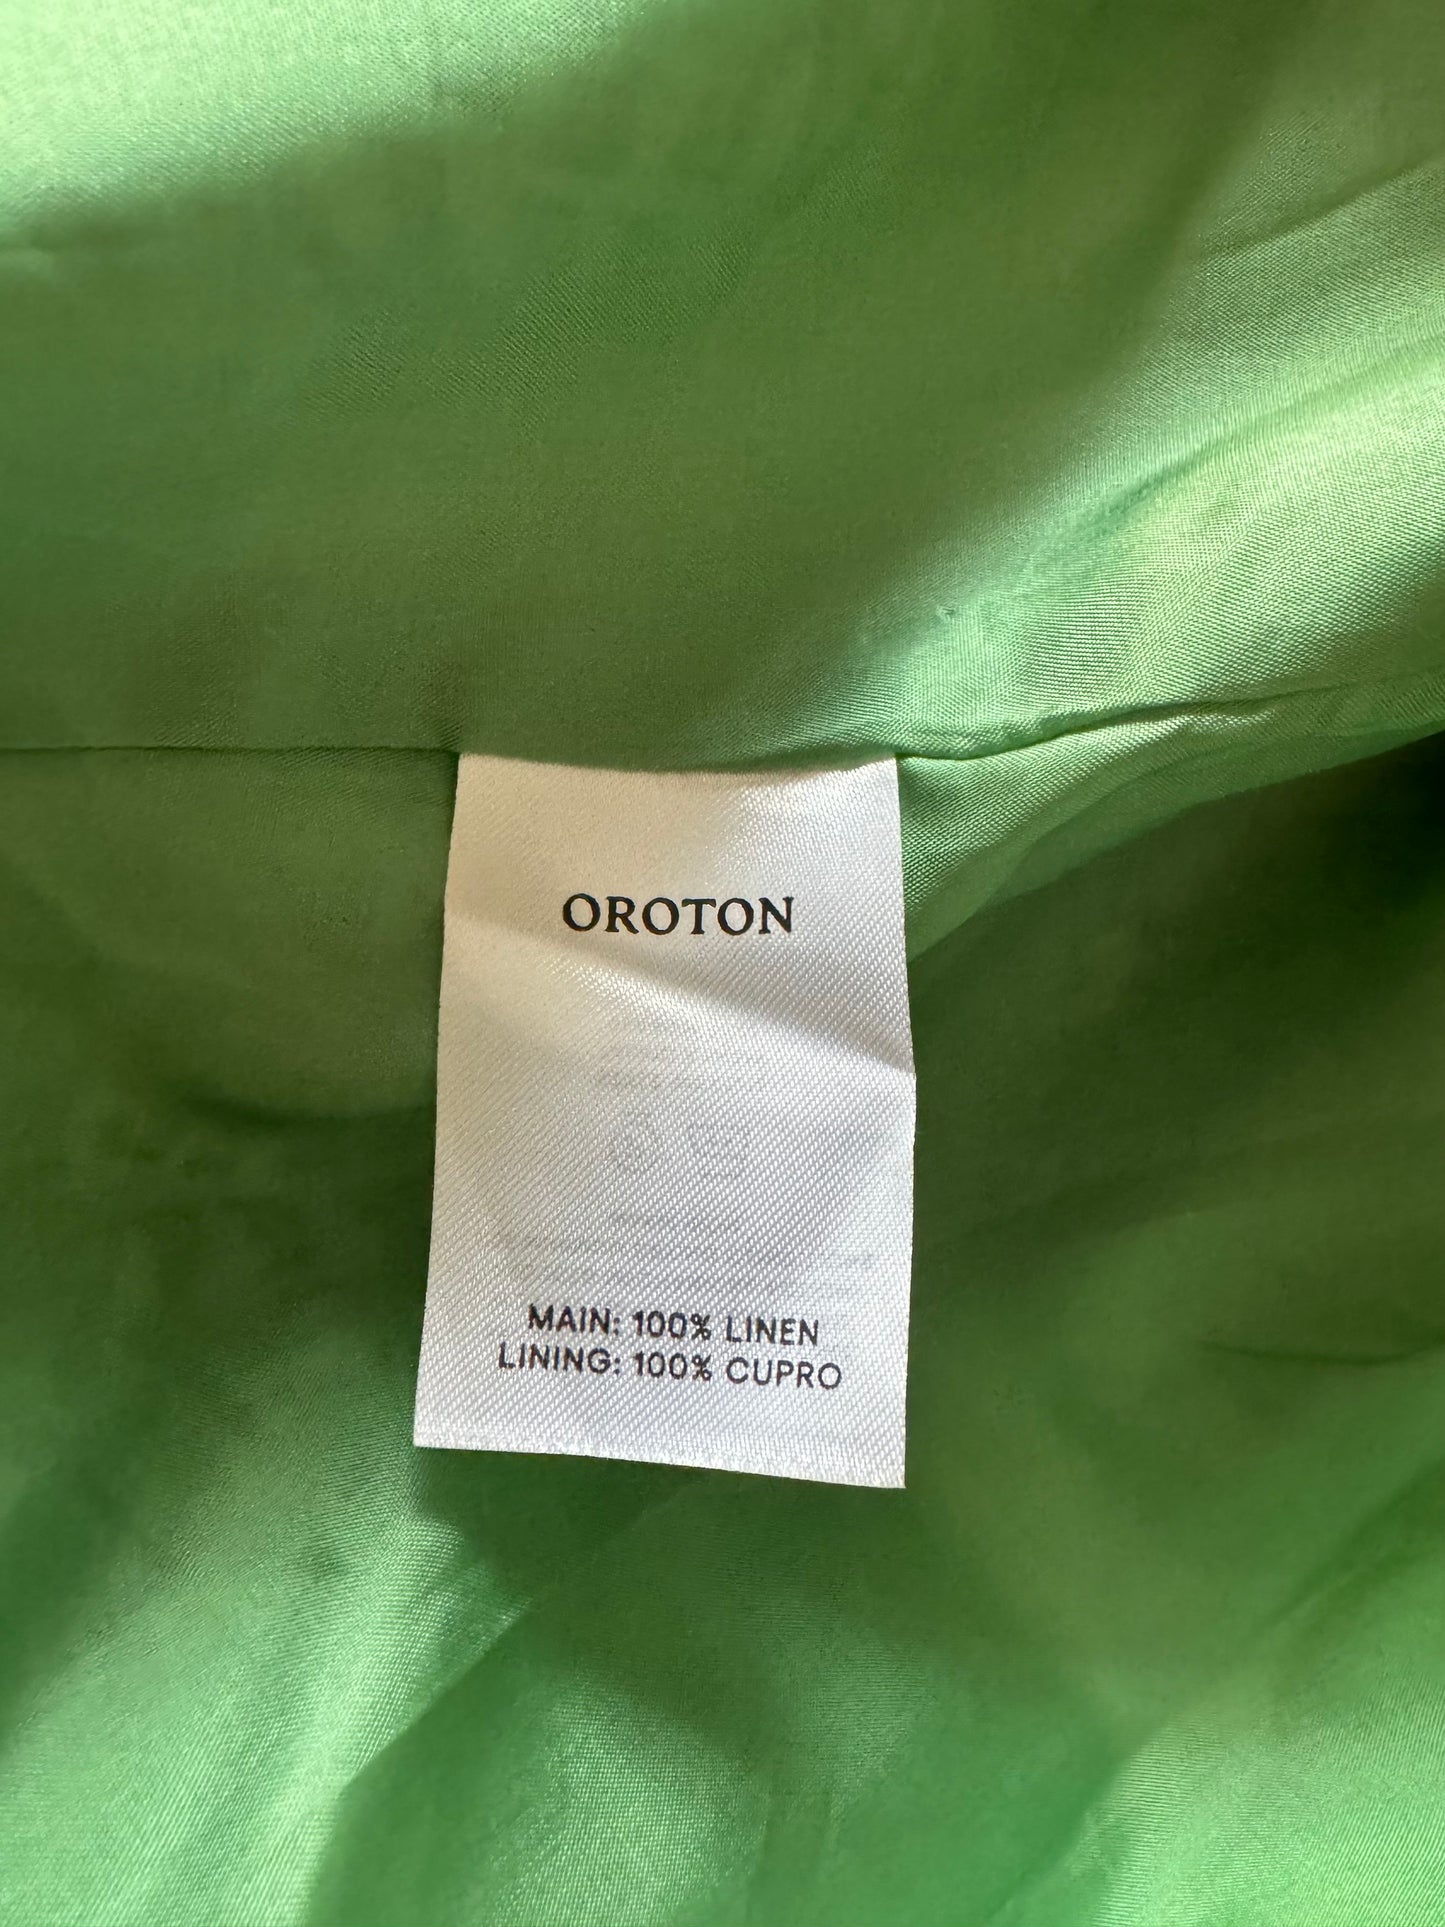 OROTON
MAIN: 100% LINEN
LINING: 100% CUPRO